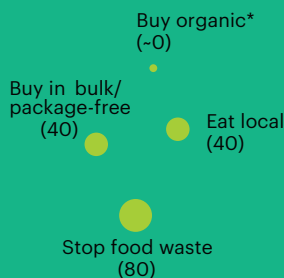 Buy organic*
(~0)
Buy in bulk/
package-free
(40)
Eat local
(40)
Stop food waste
(80)